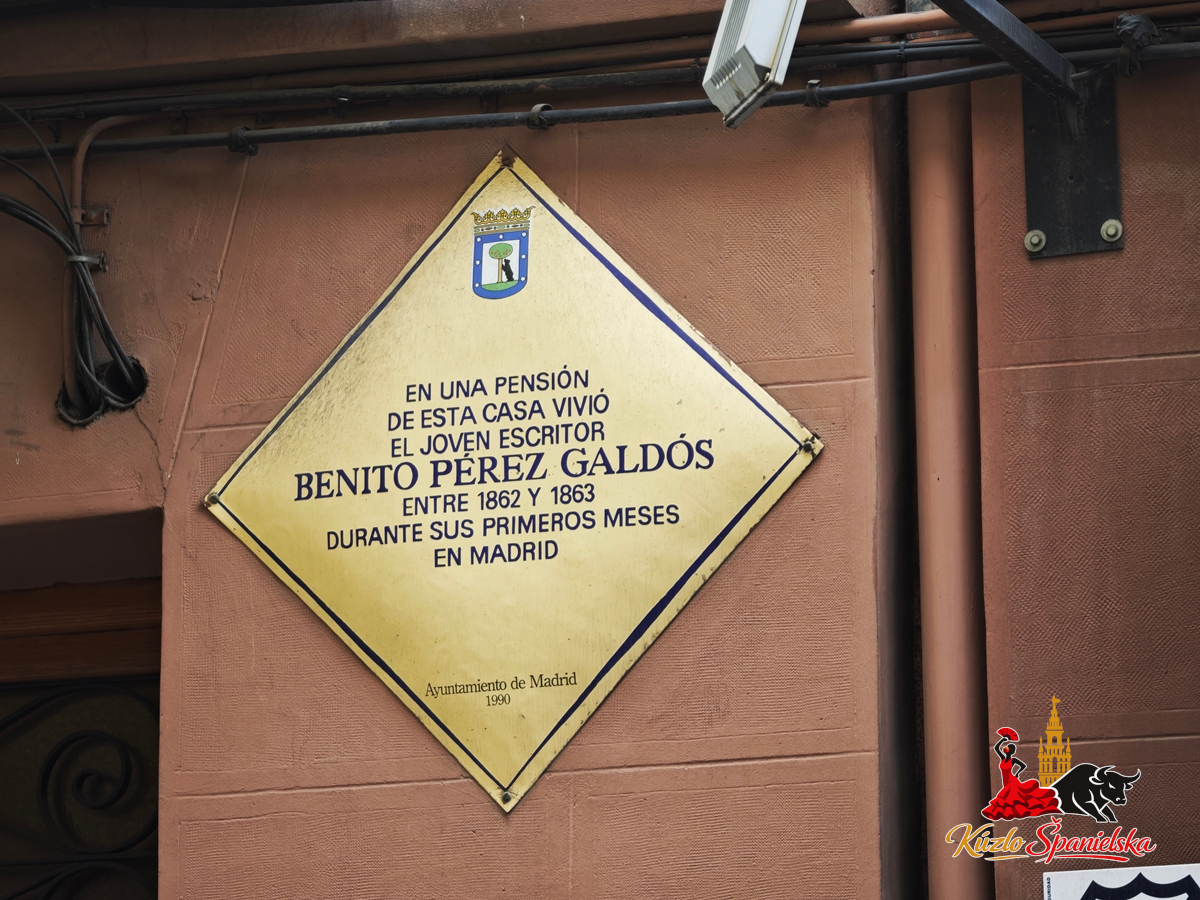 EN UNA PENSIÓN
DE ESTA CASA VIVIÓ
EL JOVEN ESCRITOR
BENITO PÉREZ GALDÓS
ENTRE 1862 Y 1863
DURANTE SUS PRIMEROS MESES
EN MADRID
Ayuntamiento de Madrid
1990
Kúzlo Španielska